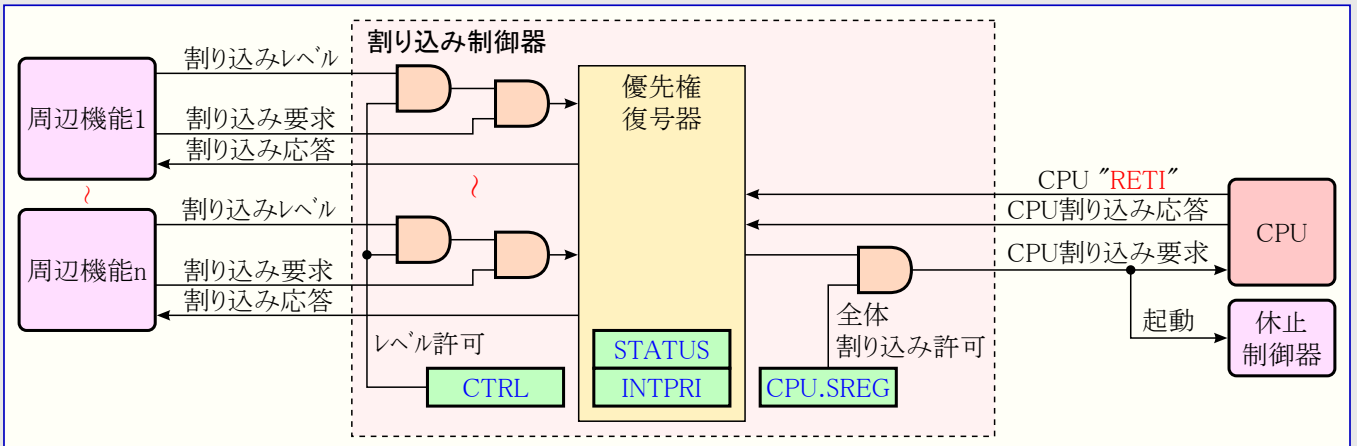 割り込み制御器
周辺機能1
割り込みレベル
割り込み要求
割り込み応答
~
周辺機能n
割り込みレベル
割り込み要求
割り込み応答
~
優先権
復号器
レベル許可
CTRL
STATUS
INTPRI
CPU.SREG
全体
割り込み許可
CPU "RETI"
CPU割り込み応答
CPU割り込み要求
CPU
起動
休止
制御器